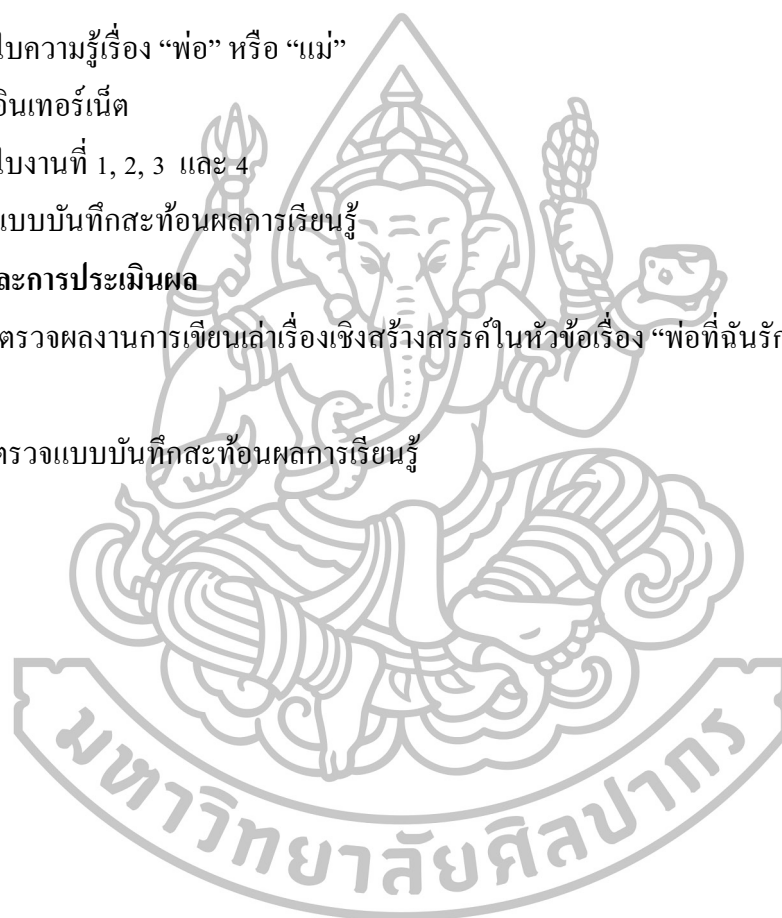 ใบความรู้เรื่อง “พ่อ” หรือ “แม่”
อินเทอร์เน็ต
ใบงานที่ 1, 2, 3 และ 4
แบบบันทึกสะท้อนผลการเรียนรู้
ละการประเมินผล
ตรวจผลงานการเขียนเล่าเรื่องเชิงสร้างสรรค์ในหัวข้อเรื่อง “พ่อที่ฉันรัก
ตรวจแบบบันทึกสะท้อนผลการเรียนรู้
มหาวิทยาลัยศิลปากร